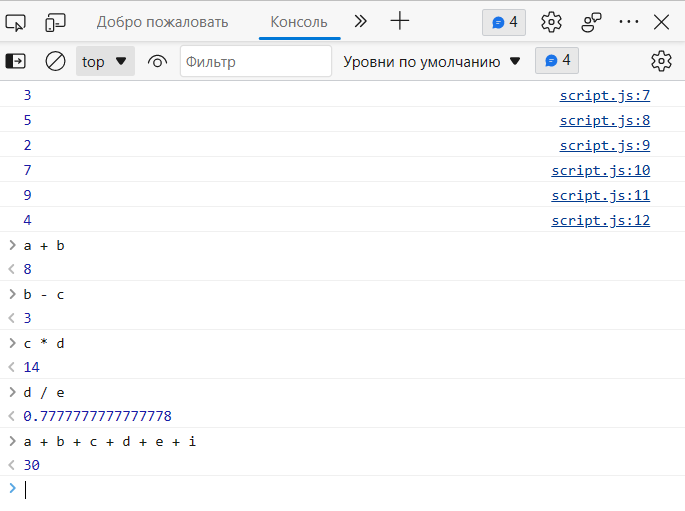 Добро пожаловать Консоль 4
top Фильтр Уровни по умолчанию 4
3 script.js:7
5 script.js:8
2 script.js:9
7 script.js:10
9 script.js:11
4 script.js:12
> a + b
< 8
> b - c
< 3
> c * d
< 14
> d / e
< 0.7777777777777778
> a + b + c + d + e + i
< 30
>